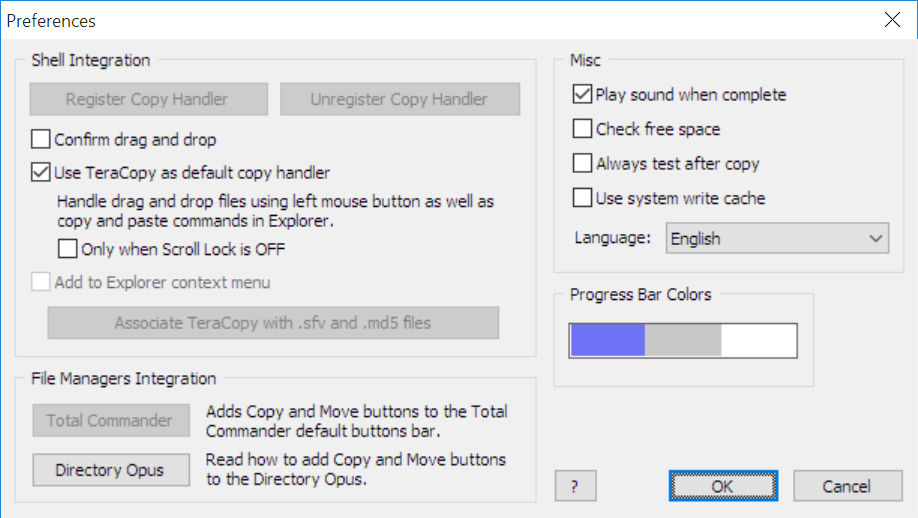 Preferences
Shell Integration
Register Copy Handler
Unregister Copy Handler
Confirm drag and drop
Use TeraCopy as default copy handler
Handle drag and drop files using left mouse button as well as
copy and paste commands in Explorer.
Only when Scroll Lock is OFF
Add to Explorer context menu
Associate TeraCopy with .sfv and .md5 files
File Managers Integration
Total Commander
Adds Copy and Move buttons to the Total
Commander default buttons bar.
Directory Opus
Read how to add Copy and Move buttons
to the Directory Opus.
Misc
Play sound when complete
Check free space
Always test after copy
Use system write cache
Language:
English
Progress Bar Colors
?
OK
Cancel